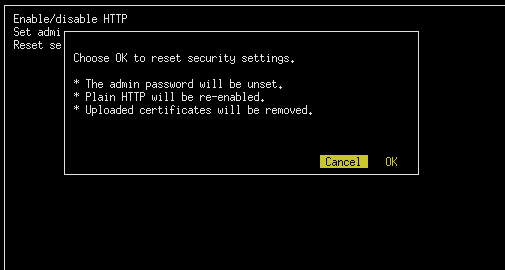 Enable/disable HTTP
Set admi
Reset se
Choose OK to reset security settings.
* The admin password will be unset.
* Plain HTTP will be re-enabled.
* Uploaded certificates will be removed.
Cancel OK